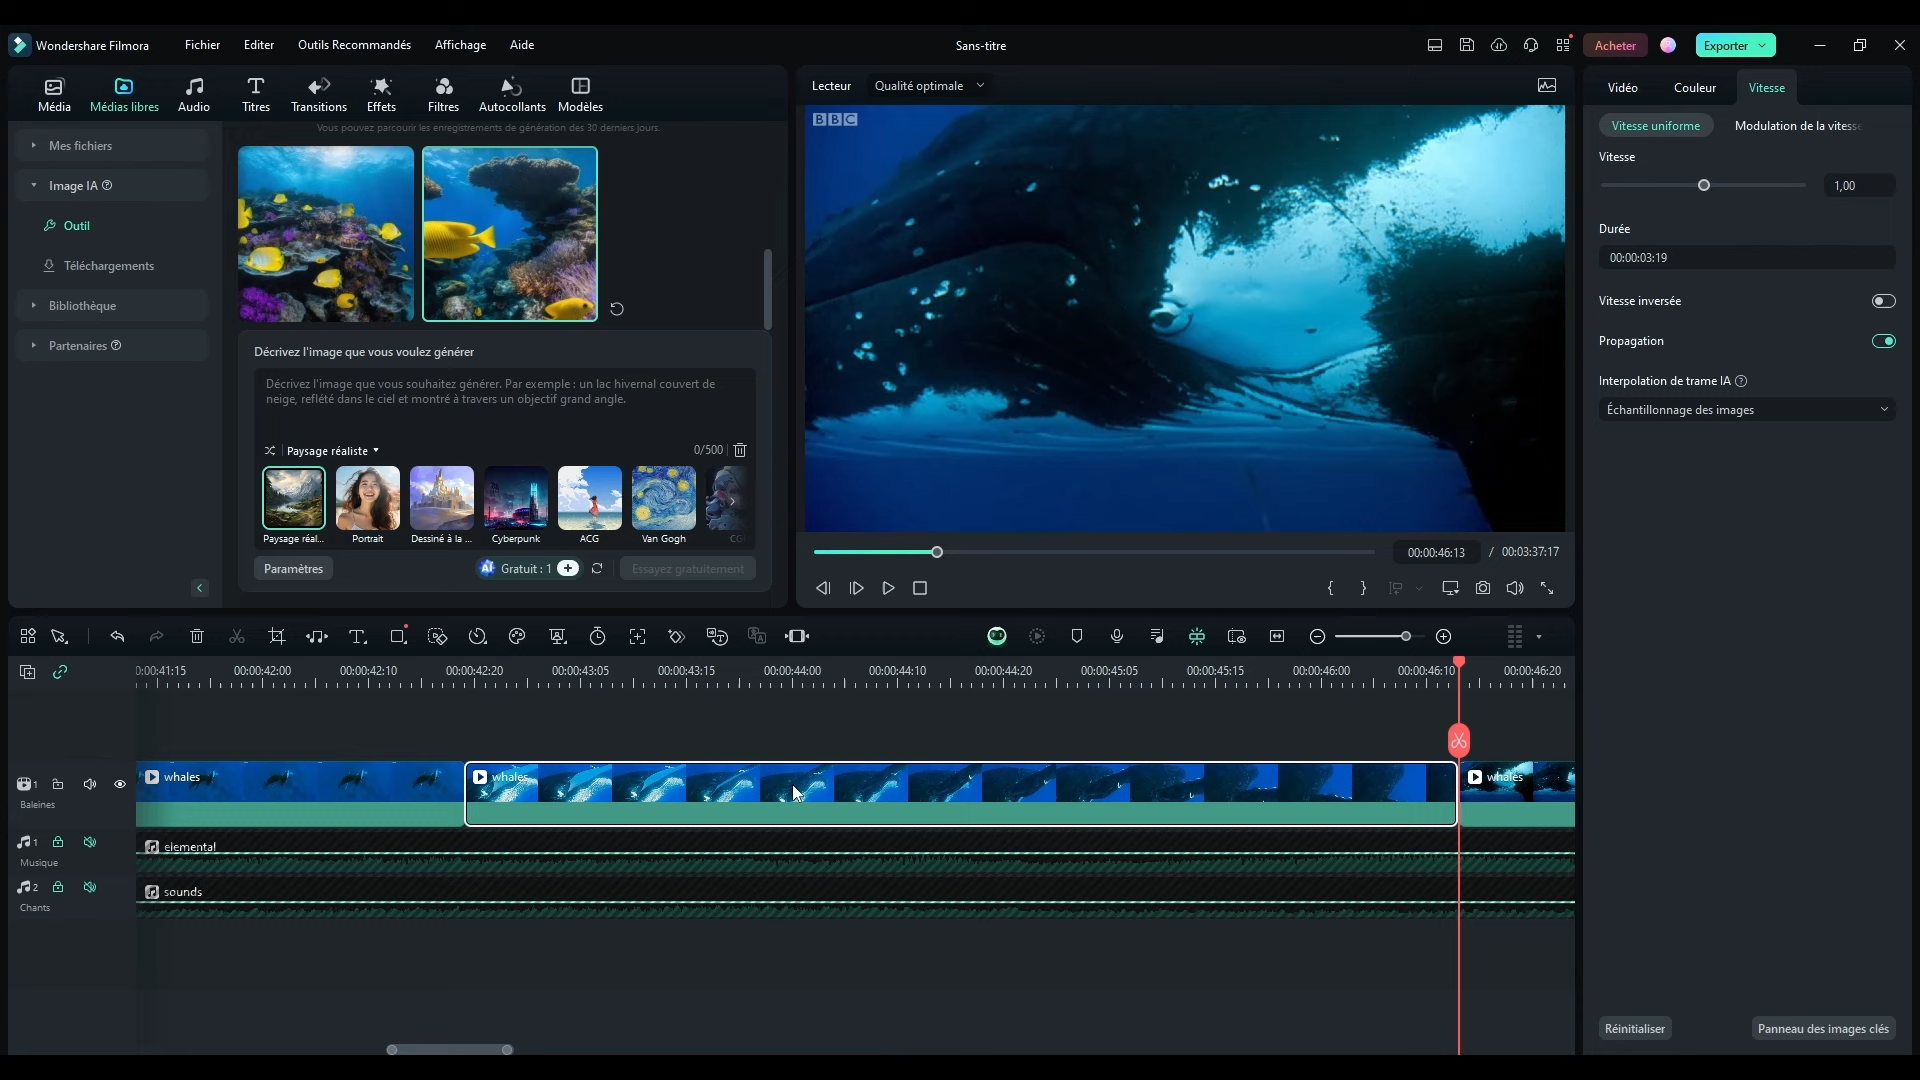 Wondershare Filmora
Fichier
Editer
Outils Recommandés
Affichage
Aide
Sans-titre
Acheter
Exporter
Média
Médias libres
Audio
Titres
Transitions
Effets
Filtres
Autocollants
Modèles
Lecteur
Qualité optimale
Vidéo
Couleur
Vitesse
Vous pouvez parcourir les enregistrements de génération des 30 derniers jours.
Mes fichiers
Image IA
Outil
Téléchargements
Bibliothèque
Partenaires
Décrivez l'image que vous voulez générer
Décrivez l'image que vous souhaitez générer. Par exemple : un lac hivernal couvert de
neige, reflété dans le ciel et montré à travers un objectif grand angle.
Paysage réaliste
0/500
Paysage réal...
Portrait
Dessiné à la ...
Cyberpunk
ACG
Van Gogh
CG
Paramètres
AI
Gratuit : 1
Essayez gratuitement
BBC
00:00:46:13 / 00:03:37:17
Vitesse uniforme
Modulation de la vitesse
Vitesse
1,00
Durée
00:00:03:19
Vitesse inversée
Propagation
Interpolation de trame IA
Échantillonnage des images
Réinitialiser
Panneau des images clés
0:00:41:15
00:00:42:00
00:00:42:10
00:00:42:20
00:00:43:05
00:00:43:15
00:00:44:00
00:00:44:10
00:00:44:20
00:00:45:05
00:00:45:15
00:00:46:00
00:00:46:10
00:00:46:20
1
Baleines
whales
whales
whales
1
Musique
elemental
2
Chants
sounds